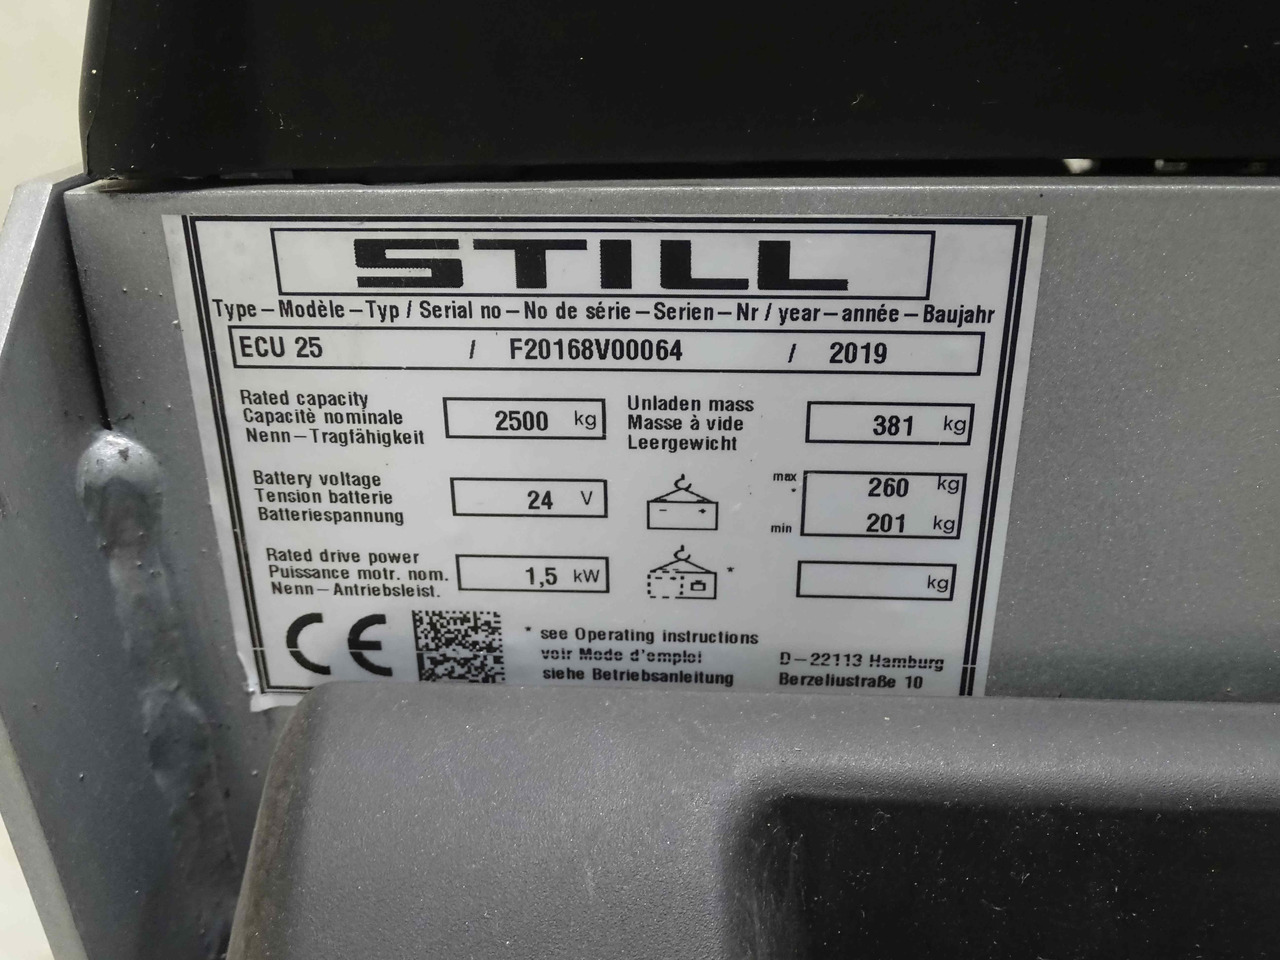 STILL
Type – Modèle – Typ / Serial no – No de série – Serien – Nr / year – année – Baujahr
ECU 25 / F20168V00064 / 2019
Rated capacity
Capacitè nominale
Nenn – Tragfähigkeit
2500 kg
Unladen mass
Masse à vide
Leergewicht
381 kg
Battery voltage
Tension batterie
Batteriespannung
24 V
max
*
min
260 kg
201 kg
Rated drive power
Puissance motr. nom.
Nenn – Antriebsleist.
1,5 kW
*
kg
CE
* see Operating instructions
voir Mode d'emploi
siehe Betriebsanleitung
D – 22113 Hamburg
Berzeliustraße 10